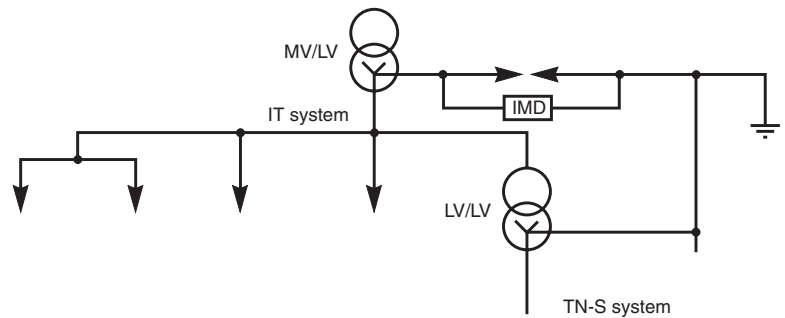 MV/LV
IMD
IT system
LV/LV
TN-S system